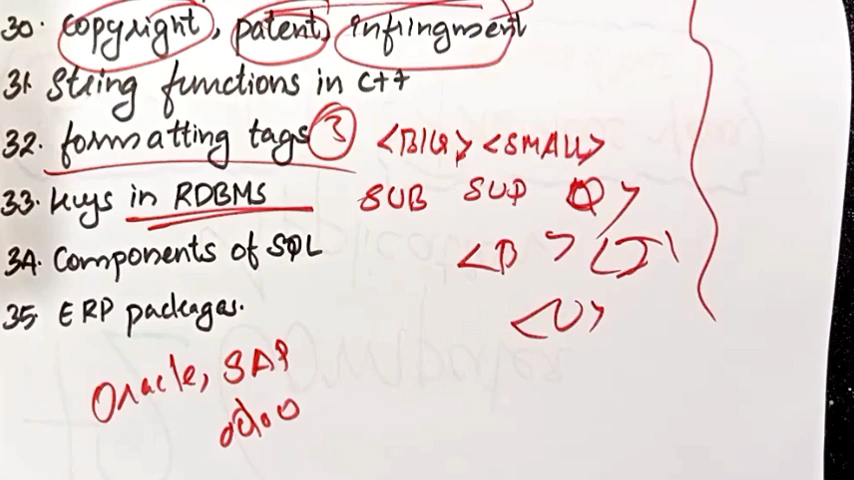 30. copyright, patent, infringment
31. String functions in C++
32. formatting tags 3 <BIG> <SMALL>
33. keys in RDBMS SUB SUP Q >
34. Components of SQL <B > <I \
35. ERP packages. <U>
Oracle, SAP
odoo